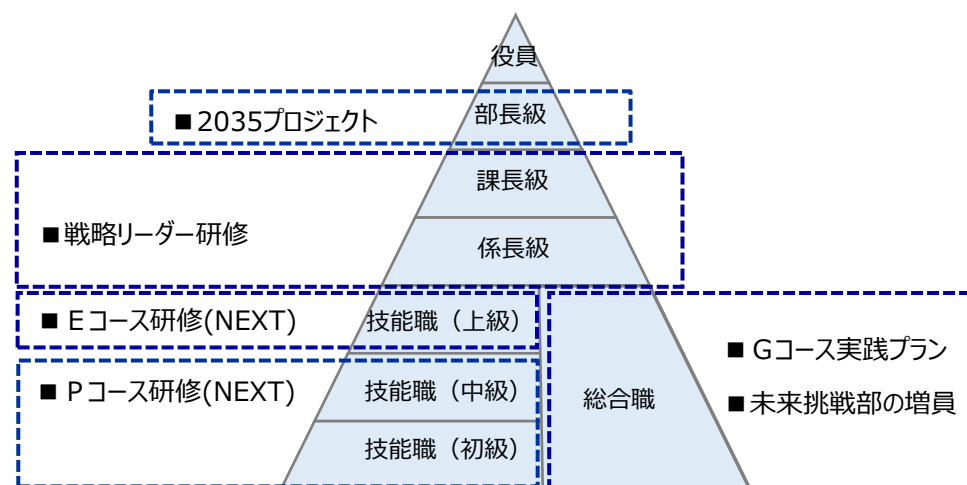 役員
■2035プロジェクト
部長級
課長級
■戦略リーダー研修
係長級
■ Eコース研修(NEXT)
技能職（上級）
■ Gコース実践プラン
■ Pコース研修(NEXT)
技能職（中級）
総合職
■未来挑戦部の増員
技能職（初級）